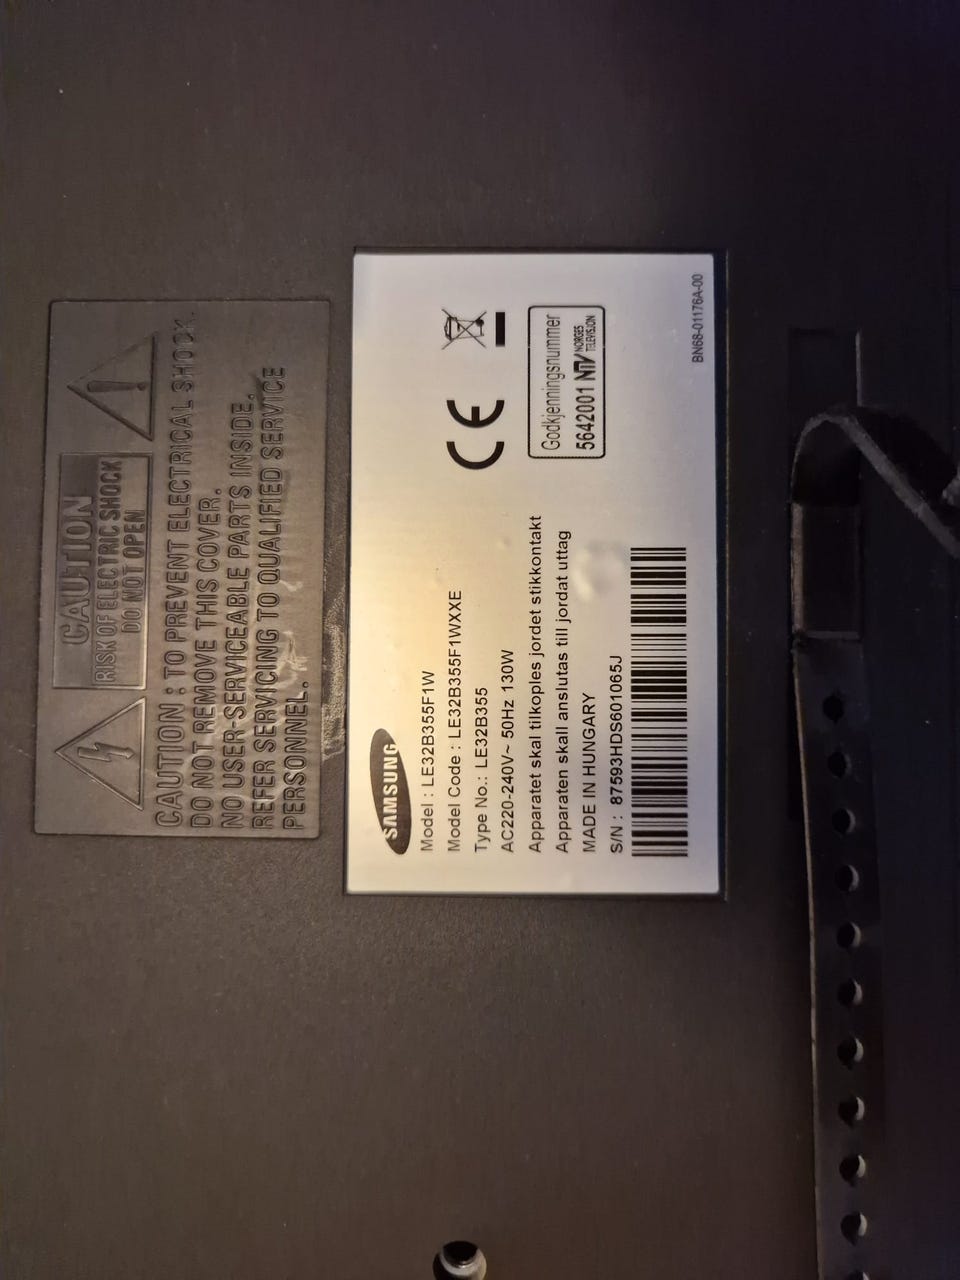 CAUTION
RISK OF ELECTRIC SHOCK
DO NOT OPEN
CAUTION : TO PREVENT ELECTRICAL SHOCK.
DO NOT REMOVE THIS COVER.
NO USER-SERVICEABLE PARTS INSIDE.
REFER SERVICING TO QUALIFIED SERVICE
PERSONNEL.
SAMSUNG
Model : LE32B355F1W
Model Code : LE32B355F1WXXE
Type No.: LE32B355
AC220-240V~ 50Hz 130W
Apparatet skal tilkoples jordet stikkontakt
Apparaten skall anslutas till jordat uttag
MADE IN HUNGARY
S/N : 87593HDS601065J
CE
Godkjenningsnummer
5642001 NTV NORGES
TELEVISJON
BN68-01176A-00